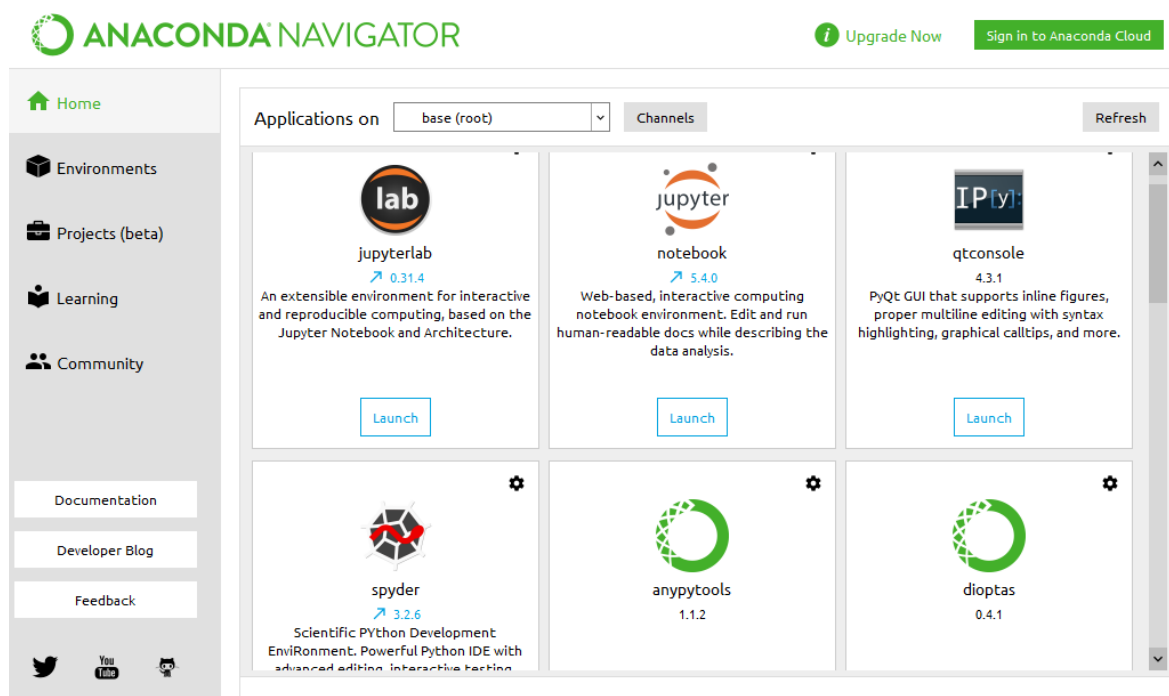 ANACONDA NAVIGATOR
i Upgrade Now
Sign in to Anaconda Cloud
Home
Environments
Projects (beta)
Learning
Community
Documentation
Developer Blog
Feedback
You
Tube
Applications on
base (root)
Channels
Refresh
lab
jupyterlab
0.31.4
An extensible environment for interactive
and reproducible computing, based on the
Jupyter Notebook and Architecture.
Launch
jupyter
notebook
5.4.0
Web-based, interactive computing
notebook environment. Edit and run
human-readable docs while describing the
data analysis.
Launch
IP[y]:
qtconsole
4.3.1
PyQt GUI that supports inline figures,
proper multiline editing with syntax
highlighting, graphical calltips, and more.
Launch
spyder
3.2.6
Scientific PYthon Development
EnviRonment. Powerful Python IDE with
advanced editing, interactive testing,
anypytools
1.1.2
dioptas
0.4.1